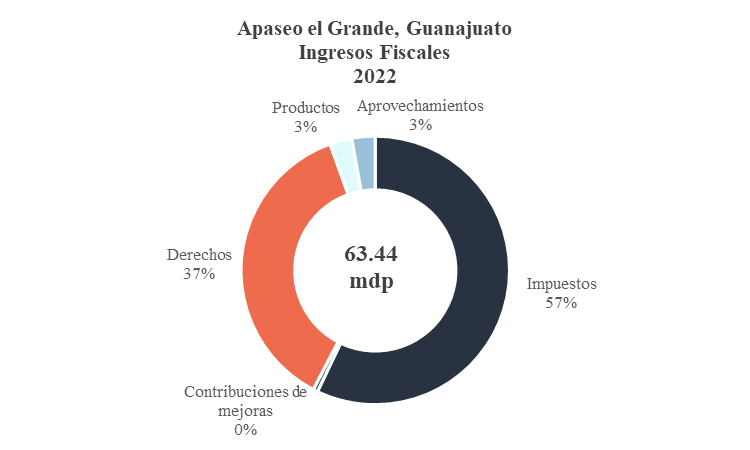 Apaseo el Grande, Guanajuato
Ingresos Fiscales
2022
Productos
3%
Aprovechamientos
3%
Derechos
37%
63.44
mdp
Impuestos
57%
Contribuciones de
mejoras
0%